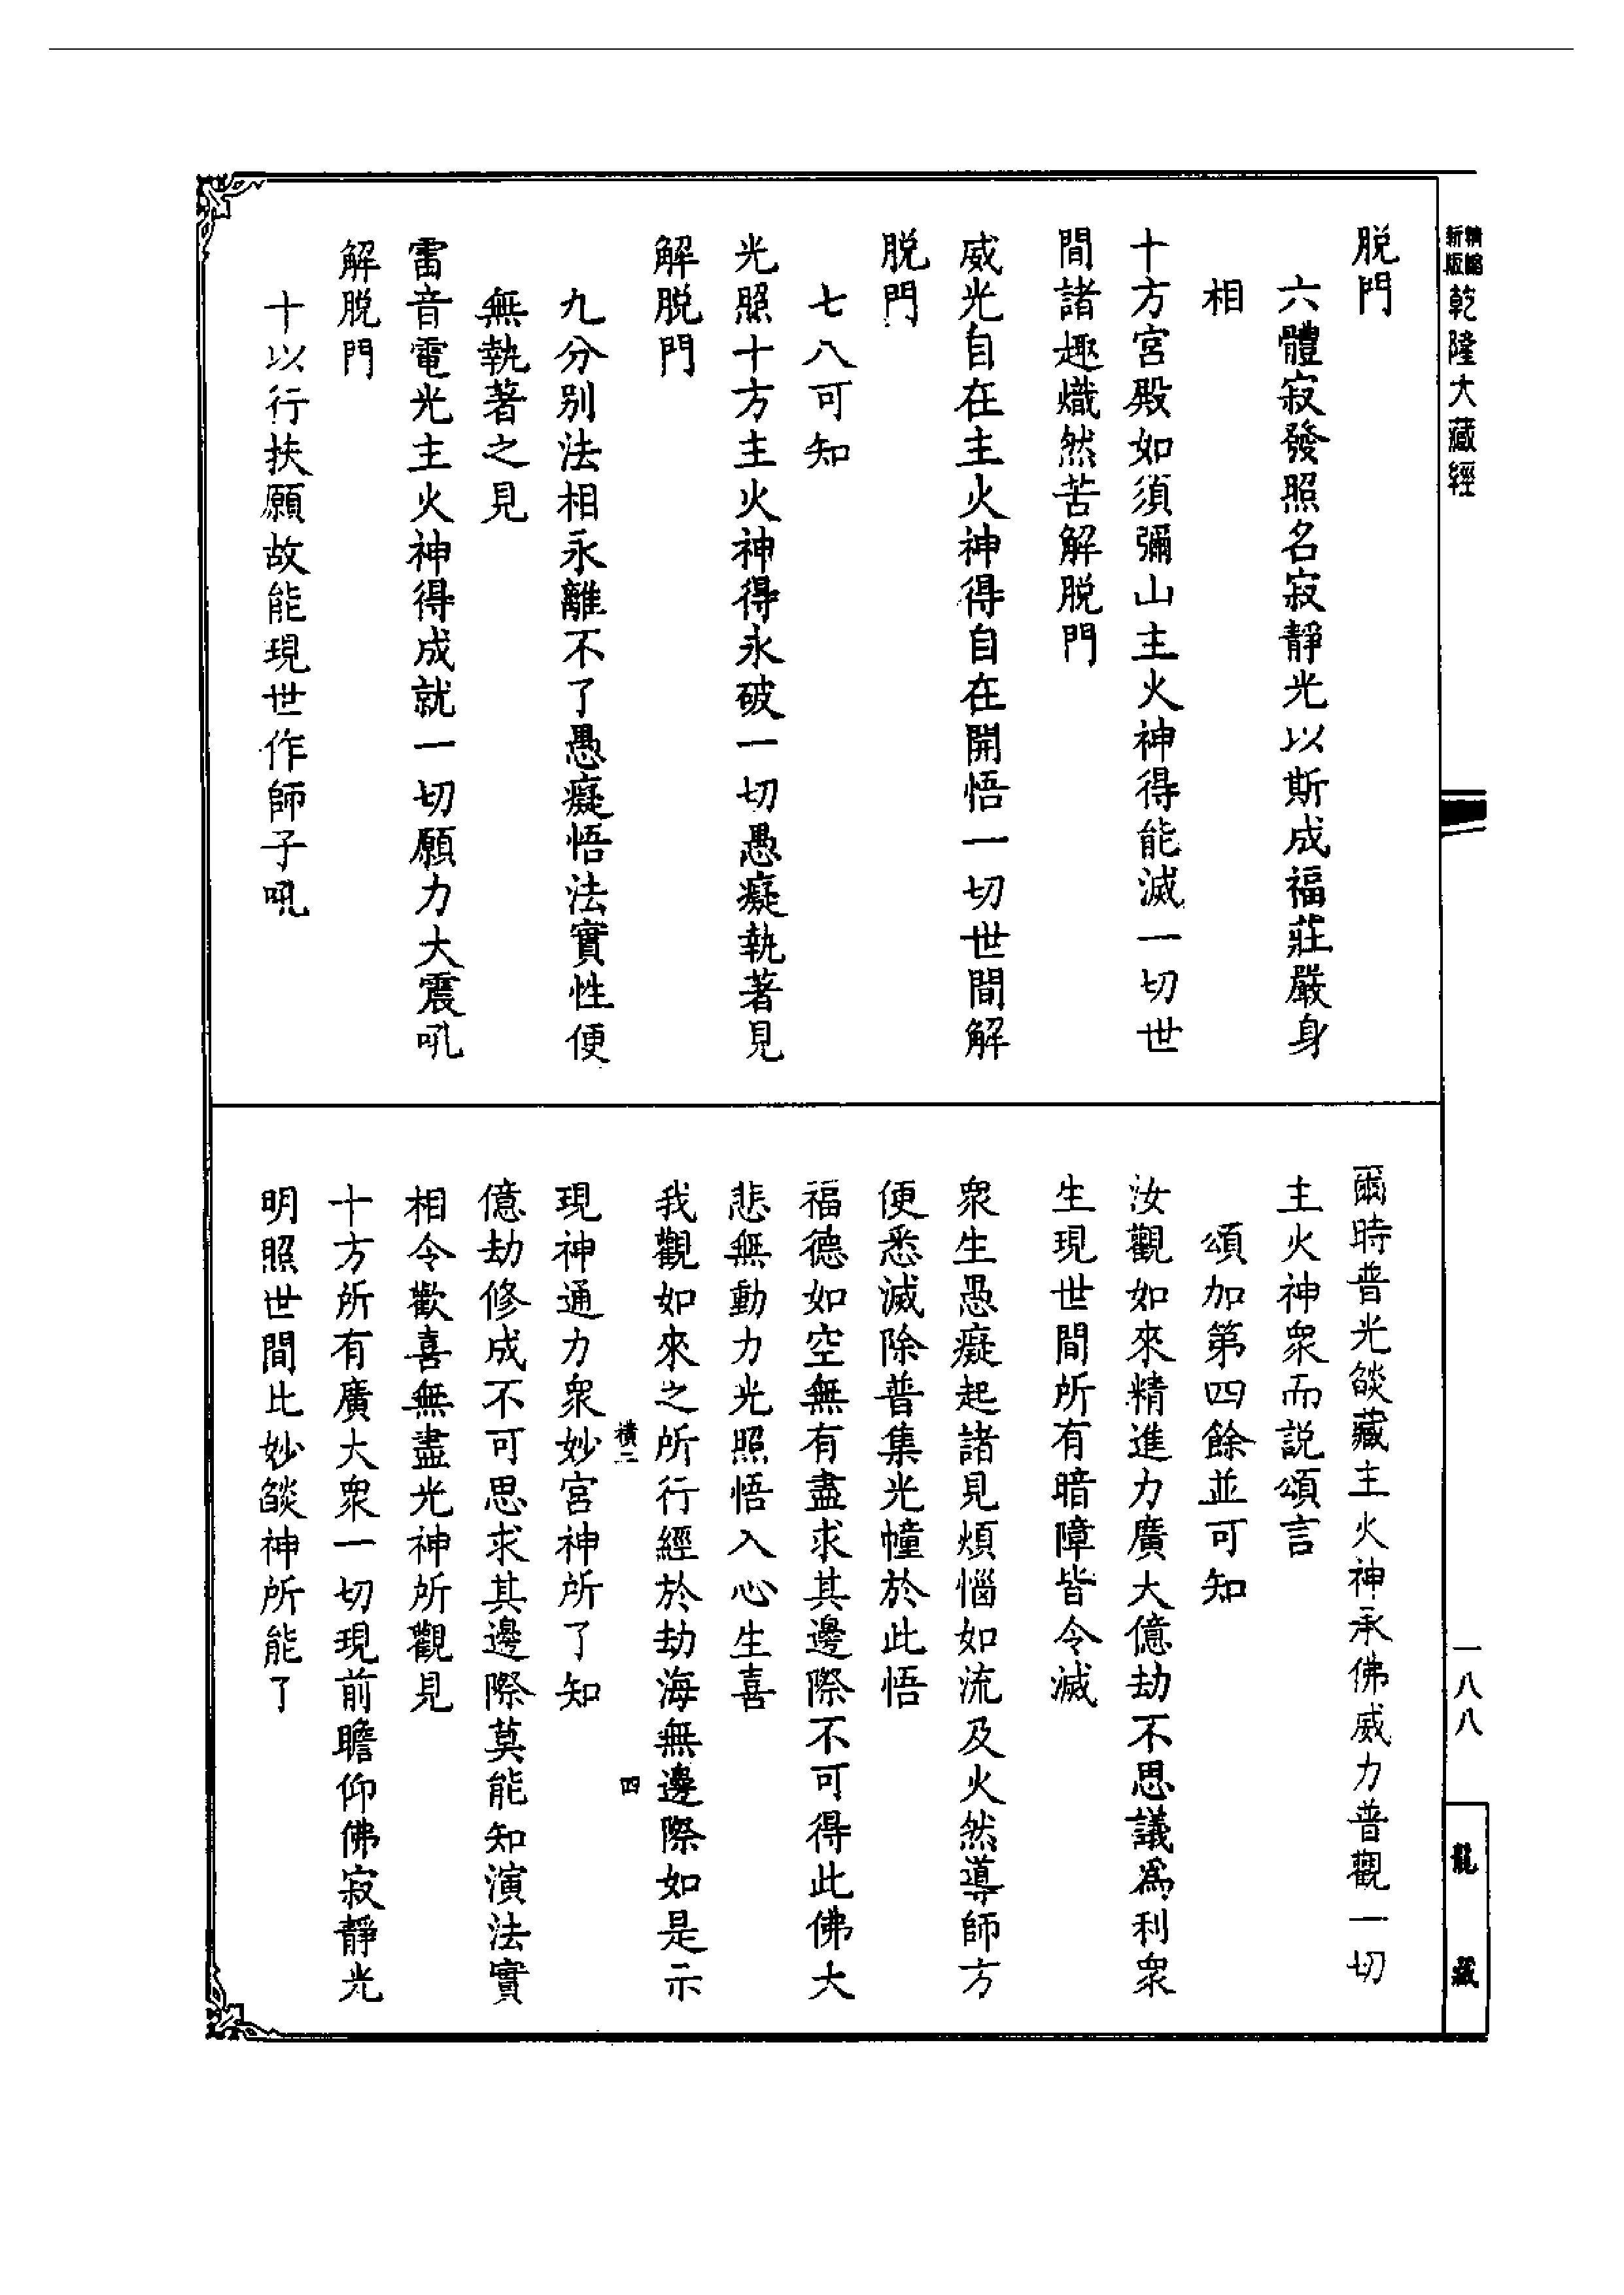 精縮
新版
乾隆大藏經
一八八
龍藏
脱門
六體寂發照名寂靜光以斯成福莊嚴身
相
十方宮殿如須彌山主火神得能滅一切世
間諸趣熾然苦解脱門
威光自在主火神得自在開悟一切世間解
脱門
七八可知
光照十方主火神得永破一切愚癡執著見
解脱門
九分別法相永離不了愚癡悟法實性便
無執著之見
雷音電光主火神得成就一切願力大震吼
解脱門
十以行扶願故能現世作師子吼
爾時普光燄藏主火神承佛威力普觀一切
主火神衆而説頌言
頌加第四餘並可知
汝觀如來精進力廣大億劫不思議爲利衆
生現世間所有暗障皆令滅
衆生愚癡起諸見煩惱如流及火然導師方
便悉滅除普集光幢於此悟
福德如空無有盡求其邊際不可得此佛大
悲無動力光照悟入心生喜
我觀如來之所行經於劫海無邊際如是示
橫二
四
現神通力衆妙宮神所了知
億劫修成不可思求其邊際莫能知演法實
相令歡喜無盡光神所觀見
十方所有廣大衆一切現前瞻仰佛寂靜光
明照世間此妙燄神所能了